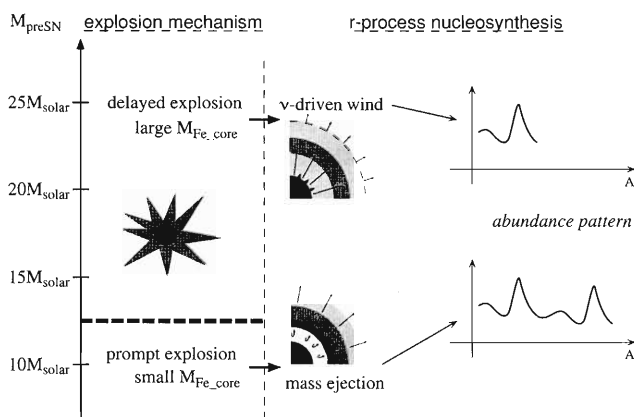 M_preSN explosion mechanism r-process nucleosynthesis
25M_solar
delayed explosion
large M_Fe_core
ν-driven wind
A
20M_solar
abundance pattern
15M_solar
10M_solar
prompt explosion
small M_Fe_core
mass ejection
A